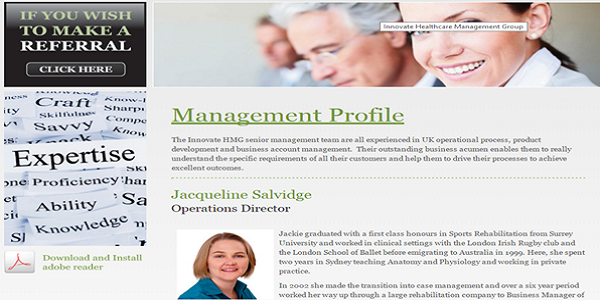 IF YOU WISH
TO MAKE A
REFERRAL
CLICK HERE
Innovate Healthcare Management Group
Craft
Skilfulness
Savvy
Expertise
Proficiency
Ability
Knowledge
Download and Install
adobe reader
Management Profile
The Innovate HMG senior management team are all experienced in UK operational process, product
development and business account management. Their outstanding business acumen enables them to really
understand the specific requirements of all their customers and help them to drive their processes to achieve
excellent outcomes.
Jacqueline Salvidge
Operations Director
Jackie graduated with a first class honours in Sports Rehabilitation from Surrey
University and worked in clinical settings with the London Irish Rugby club and
the London School of Ballet before emigrating to Australia in 1999. Here, she spent
two years in Sydney teaching Anatomy and Physiology and working in private
practice.
In 2002 she made the transition into case management and over a six year period
worked her way up through a large rehabilitation company to Business Manager of